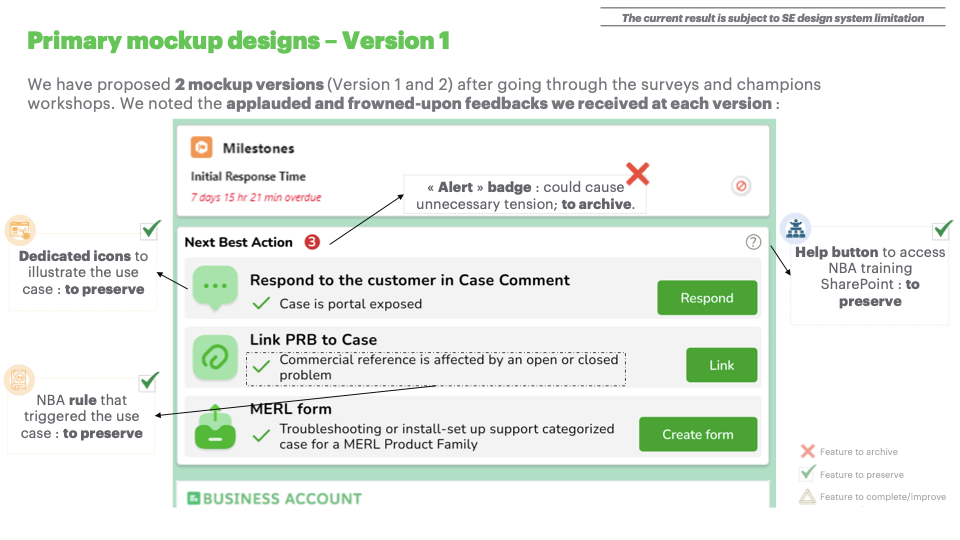 The current result is subject to SE design system limitation
Primary mockup designs – Version 1
We have proposed 2 mockup versions (Version 1 and 2) after going through the surveys and champions
workshops. We noted the applauded and frowned-upon feedbacks we received at each version :
Milestones
Initial Response Time
7 days 15 hr 21 min overdue
« Alert » badge : could cause
unnecessary tension; to archive.
Next Best Action 3
?
Dedicated icons to
illustrate the use
case : to preserve
Help button to access
NBA training
SharePoint : to
preserve
Respond to the customer in Case Comment
Case is portal exposed
Respond
Link PRB to Case
Commercial reference is affected by an open or closed
problem
Link
NBA rule that
triggered the use
case : to preserve
MERL form
Troubleshooting or install-set up support categorized
case for a MERL Product Family
Create form
Feature to archive
Feature to preserve
Feature to complete/improve
BUSINESS ACCOUNT